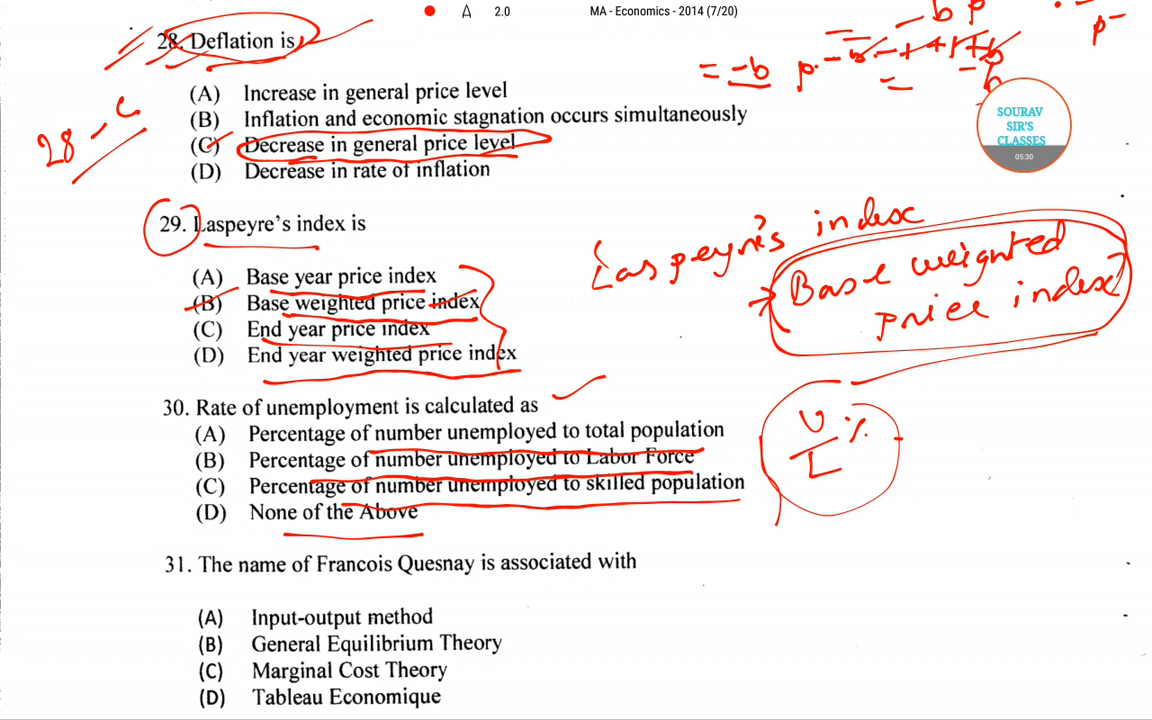 2.0
MA - Economics - 2014 (7/20)
28. Deflation is
(A) Increase in general price level
(B) Inflation and economic stagnation occurs simultaneously
(C) Decrease in general price level
(D) Decrease in rate of inflation
28 - c
= -b p
SOURAV
SIR'S
CLASSES
05:30
29. Laspeyre's index is
(A) Base year price index
(B) Base weighted price index
(C) End year price index
(D) End year weighted price index
Laspeyre's index
Base weighted
price index
30. Rate of unemployment is calculated as
(A) Percentage of number unemployed to total population
(B) Percentage of number unemployed to Labor Force
(C) Percentage of number unemployed to skilled population
(D) None of the Above
U
L
%
31. The name of Francois Quesnay is associated with
(A) Input-output method
(B) General Equilibrium Theory
(C) Marginal Cost Theory
(D) Tableau Economique